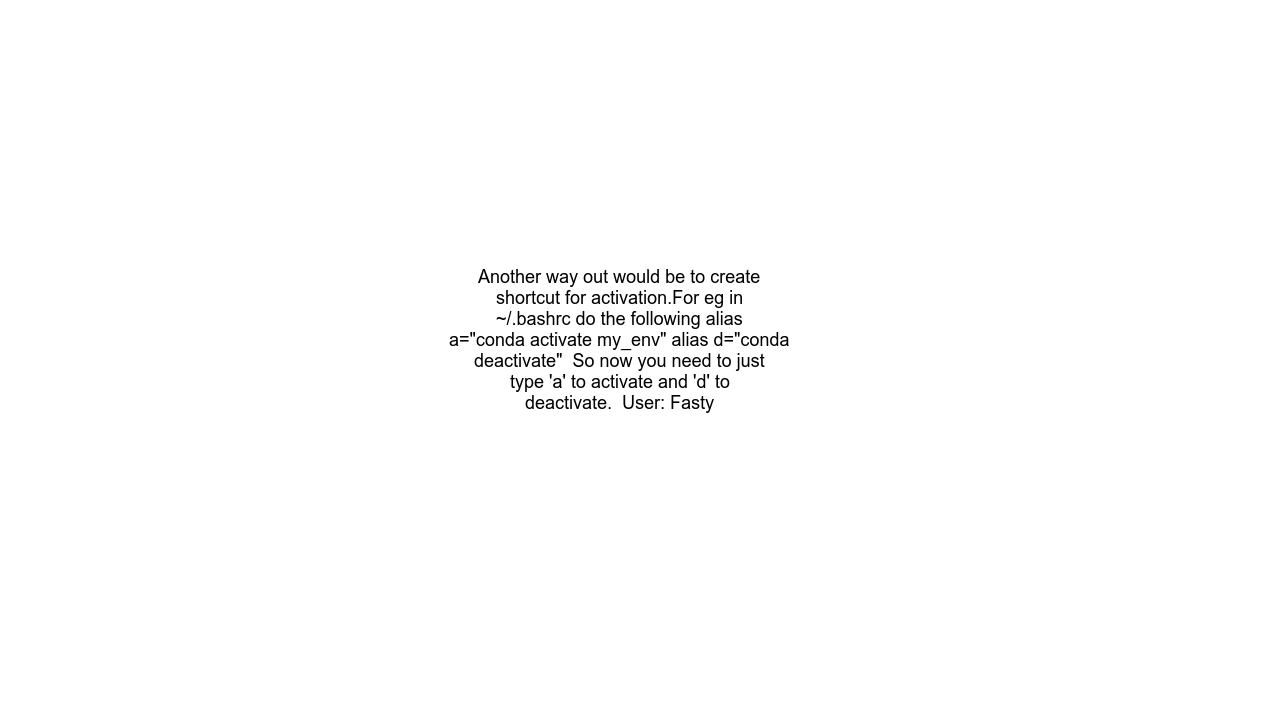 Another way out would be to create
shortcut for activation.For eg in
~/.bashrc do the following alias
a="conda activate my_env" alias d="conda
deactivate"  So now you need to just
type 'a' to activate and 'd' to
deactivate.  User: Fasty